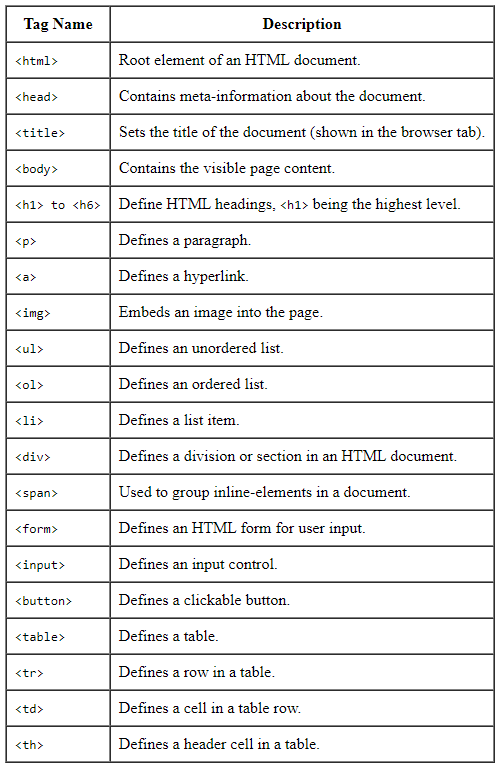 Tag Name Description
<html> Root element of an HTML document.
<head> Contains meta-information about the document.
<title> Sets the title of the document (shown in the browser tab).
<body> Contains the visible page content.
<h1> to <h6> Define HTML headings, <h1> being the highest level.
<p> Defines a paragraph.
<a> Defines a hyperlink.
<img> Embeds an image into the page.
<ul> Defines an unordered list.
<ol> Defines an ordered list.
<li> Defines a list item.
<div> Defines a division or section in an HTML document.
<span> Used to group inline-elements in a document.
<form> Defines an HTML form for user input.
<input> Defines an input control.
<button> Defines a clickable button.
<table> Defines a table.
<tr> Defines a row in a table.
<td> Defines a cell in a table row.
<th> Defines a header cell in a table.